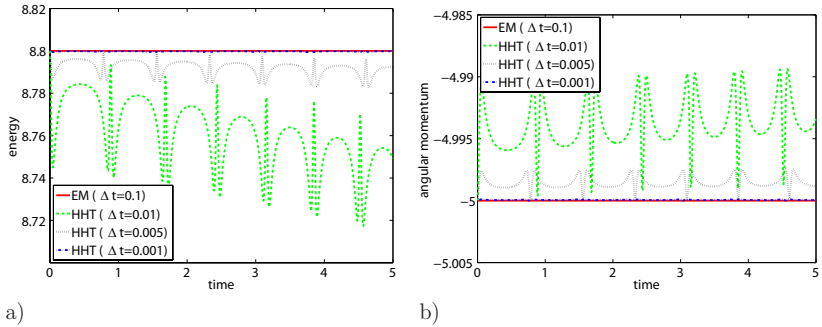 8.82
8.8
8.78
8.76
8.74
8.72
energy
EM ( Δ t=0.1)
HHT ( Δ t=0.01)
HHT ( Δ t=0.005)
HHT ( Δ t=0.001)
0 1 2 3 4 5
time
a)
−4.985
−4.99
−4.995
−5
−5.005
angular momentum
EM ( Δ t=0.1)
HHT ( Δ t=0.01)
HHT ( Δ t=0.005)
HHT ( Δ t=0.001)
0 1 2 3 4 5
time
b)